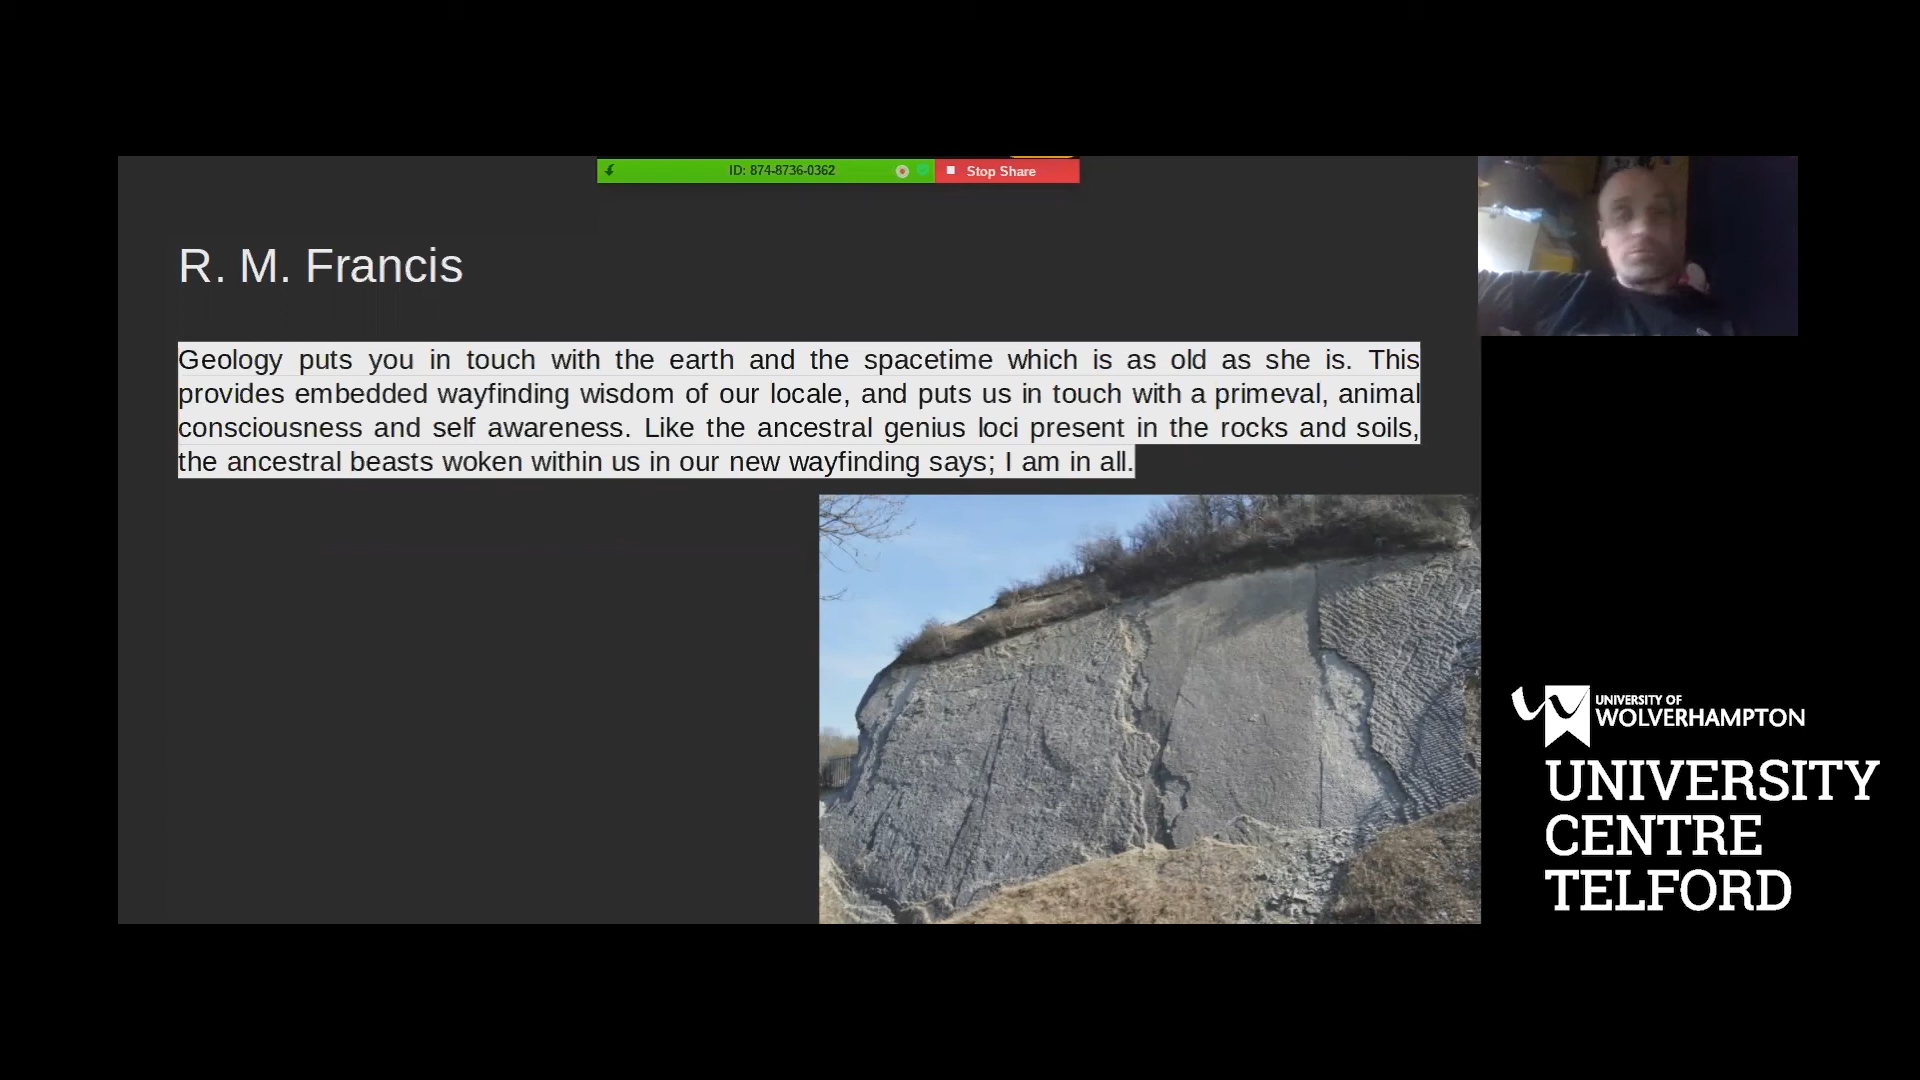 ID: 874-8736-0362
Stop Share
R. M. Francis
Geology puts you in touch with the earth and the spacetime which is as old as she is. This
provides embedded wayfinding wisdom of our locale, and puts us in touch with a primeval, animal
consciousness and self awareness. Like the ancestral genius loci present in the rocks and soils,
the ancestral beasts woken within us in our new wayfinding says; I am in all.
UNIVERSITY OF
WOLVERHAMPTON
UNIVERSITY
CENTRE
TELFORD